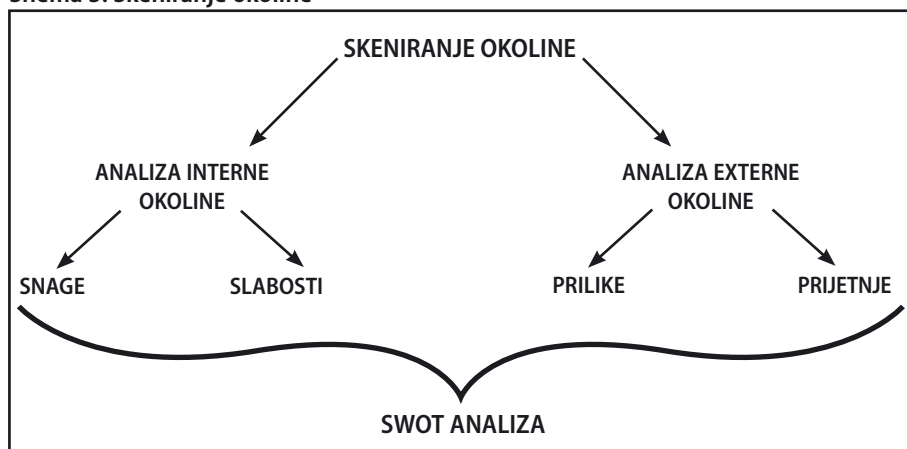 SKENIRANJE OKOLINE
ANALIZA INTERNE
OKOLINE
ANALIZA EXTERNE
OKOLINE
SNAGE
SLABOSTI
PRILIKE
PRIJETNJE
SWOT ANALIZA